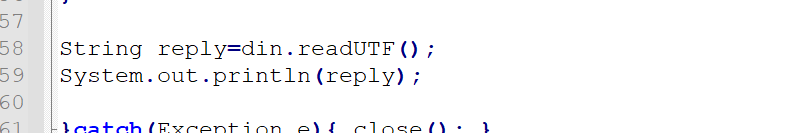 57
58 String reply=din.readUTF();
59 System.out.println(reply);
60
61 }catch(Exception e){ close(); }